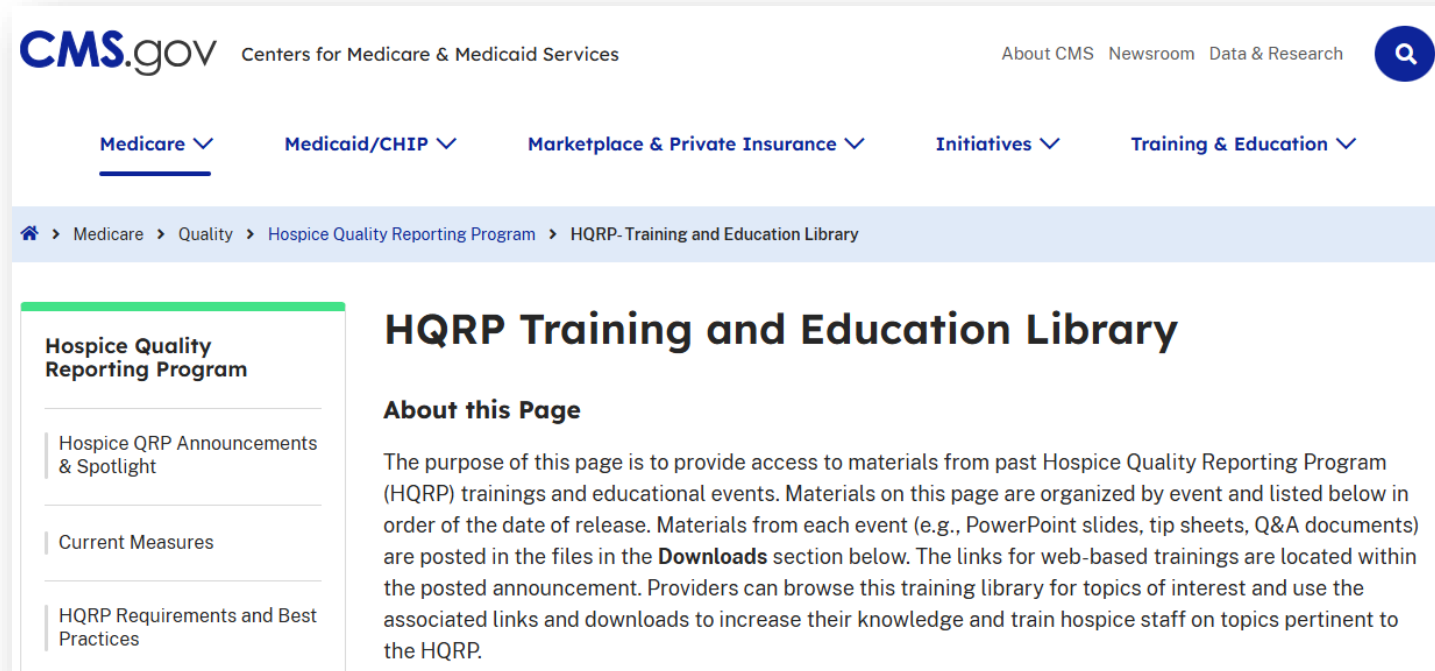 CMS.gov Centers for Medicare & Medicaid Services
About CMS Newsroom Data & Research
Medicare
Medicaid/CHIP
Marketplace & Private Insurance
Initiatives
Training & Education
Medicare > Quality > Hospice Quality Reporting Program > HQRP- Training and Education Library
Hospice Quality
Reporting Program
Hospice QRP Announcements
& Spotlight
Current Measures
HQRP Requirements and Best
Practices
HQRP Training and Education Library
About this Page
The purpose of this page is to provide access to materials from past Hospice Quality Reporting Program
(HQRP) trainings and educational events. Materials on this page are organized by event and listed below in
order of the date of release. Materials from each event (e.g., PowerPoint slides, tip sheets, Q&A documents)
are posted in the files in the Downloads section below. The links for web-based trainings are located within
the posted announcement. Providers can browse this training library for topics of interest and use the
associated links and downloads to increase their knowledge and train hospice staff on topics pertinent to
the HQRP.